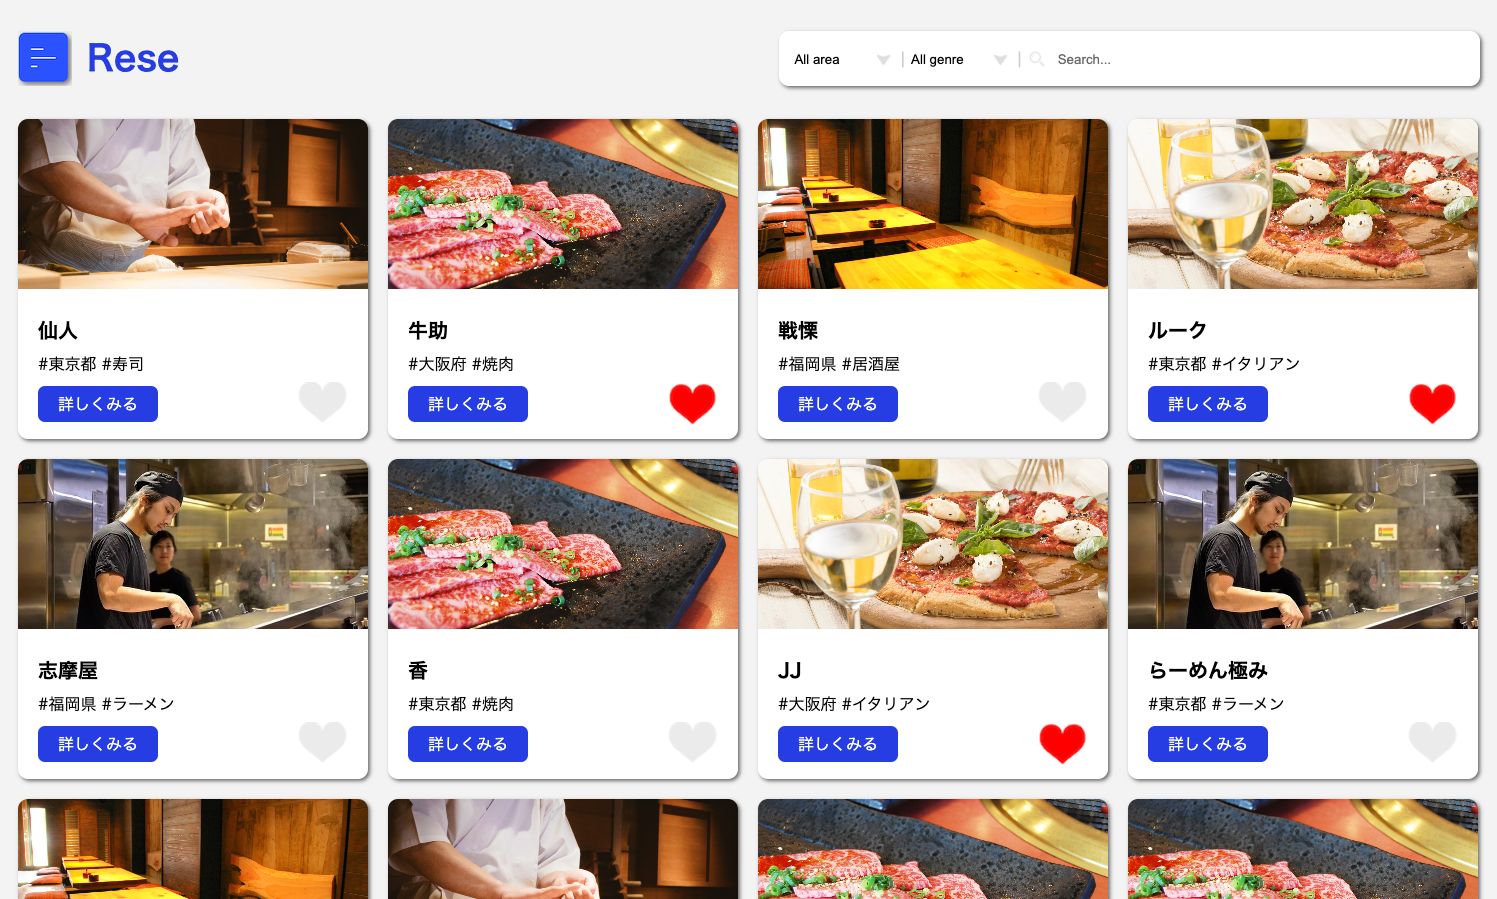 Rese
All area | All genre | Search...
仙人
#東京都 #寿司
詳しくみる
牛助
#大阪府 #焼肉
詳しくみる
戦慄
#福岡県 #居酒屋
詳しくみる
ルーク
#東京都 #イタリアン
詳しくみる
志摩屋
#福岡県 #ラーメン
詳しくみる
香
#東京都 #焼肉
詳しくみる
JJ
#大阪府 #イタリアン
詳しくみる
らーめん極み
#東京都 #ラーメン
詳しくみる